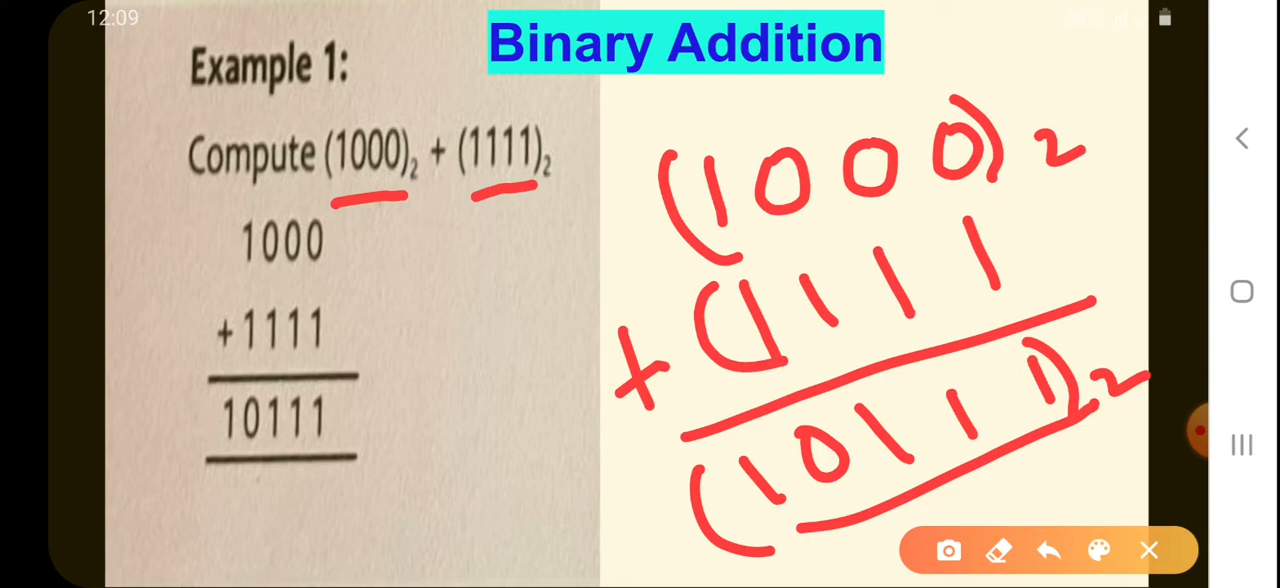 12:09
Binary Addition
Example 1:
Compute (1000)₂ + (1111)₂
1000
+1111
10111
(1000)₂
+(1111
(10111)₂